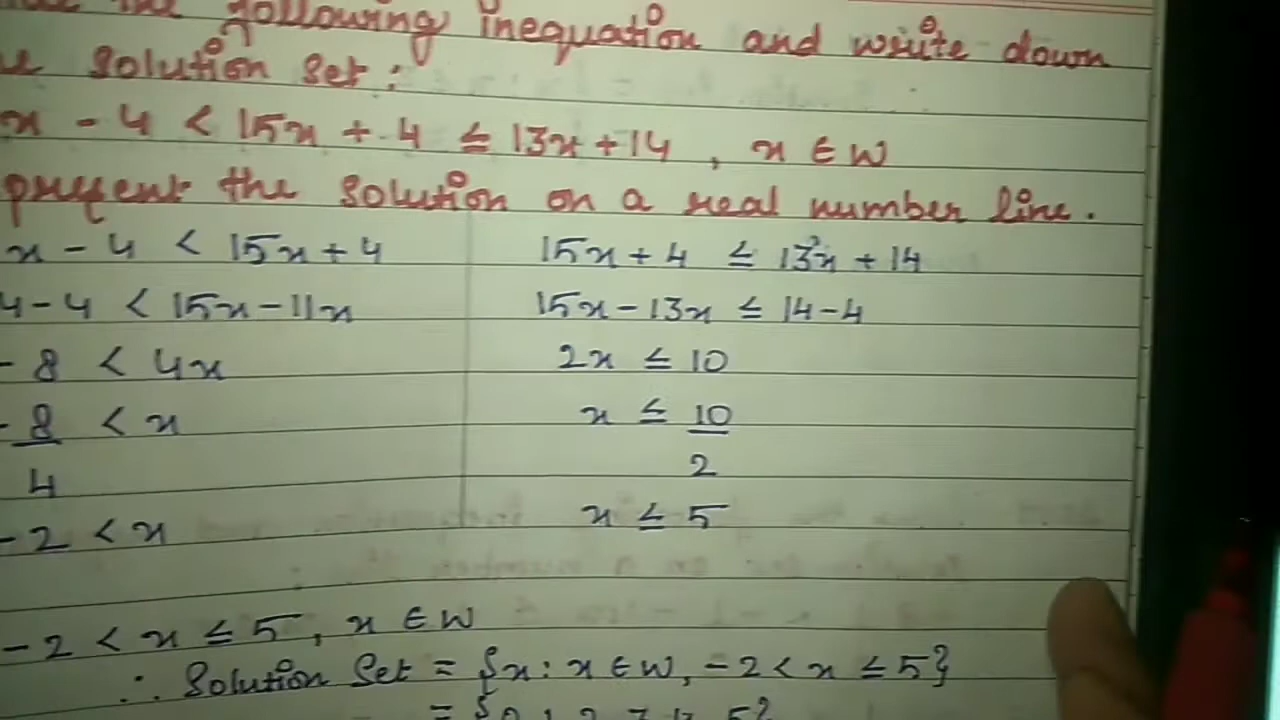 following inequation and write down
Solution Set :
x - 4 < 15x + 4 ≤ 13x + 14 , x ∈ W
present the Solution on a real number line.
x - 4 < 15x + 4
15x + 4 ≤ 13x + 14
4 - 4 < 15x - 11x
15x - 13x ≤ 14 - 4
- 8 < 4x
2x ≤ 10
- 8/4 < x
x ≤ 10/2
- 2 < x
x ≤ 5
- 2 < x ≤ 5 , x ∈ W
∴ Solution Set = {x : x ∈ W, - 2 < x ≤ 5}